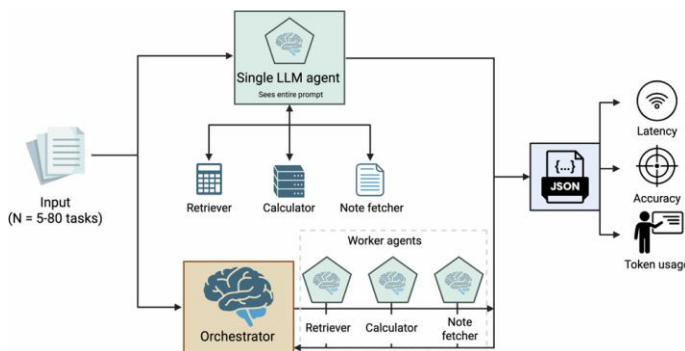 Single LLM agent
Sees entire prompt
Input
(N = 5-80 tasks)
Retriever
Calculator
Note fetcher
Worker agents
Orchestrator
Retriever
Calculator
Note
fetcher
{...}
JSON
Latency
Accuracy
Token usage